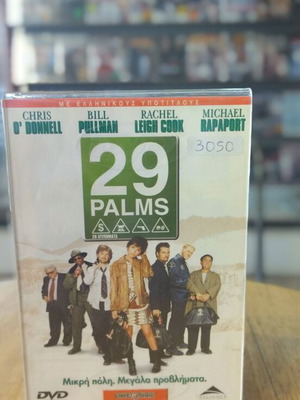 ΜΕ ΕΛΛΗΝΙΚΟΥΣ ΥΠΟΤΙΤΛΟΥΣ
CHRIS O' DONNELL
BILL PULLMAN
RACHEL LEIGH COOK
MICHAEL RAPAPORT
3050
29
PALMS
Μικρή πόλη. Μεγάλα προβλήματα.
DVD